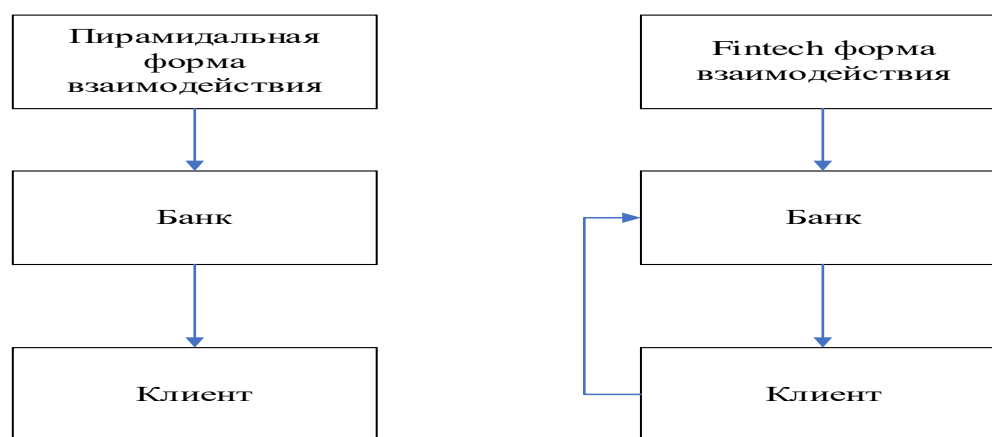 Пирамидальная
форма
взаимодействия
Банк
Клиент
Fintech форма
взаимодействия
Банк
Клиент